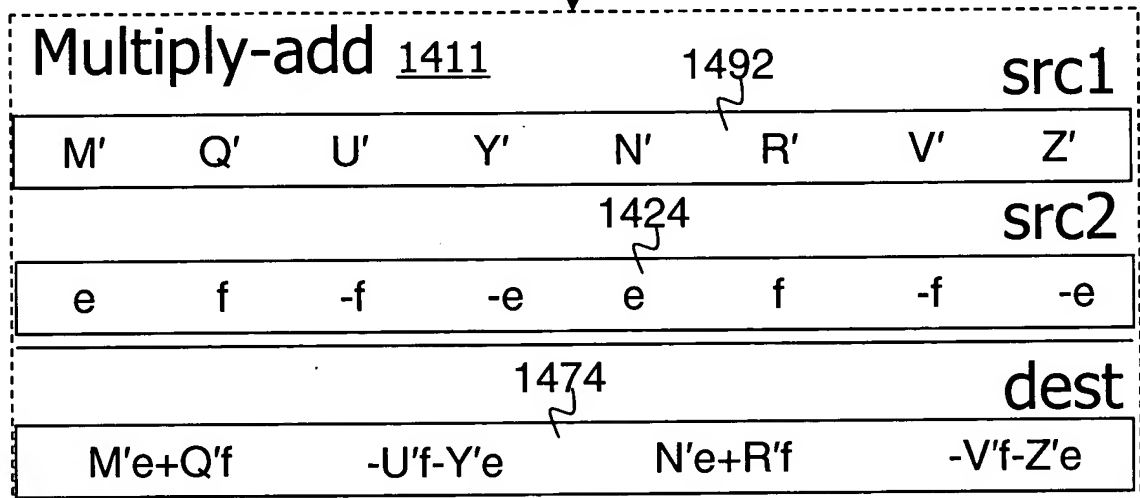 Multiply-add 1411 1492 src1
M' Q' U' Y' N' R' V' Z'
1424 src2
e f -f -e e f -f -e
1474 dest
M'e+Q'f -U'f-Y'e N'e+R'f -V'f-Z'e